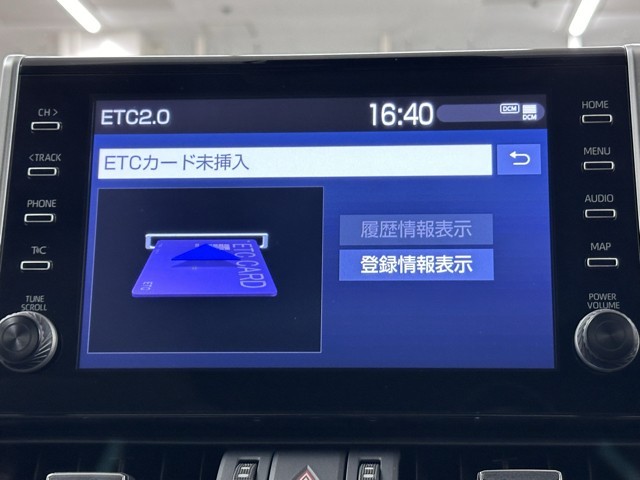 CH >
<TRACK
PHONE
T:C
TUNE
SCROLL
ETC2.0
16:40
DCM
DCM
ETCカード未挿入
ETC CARD
ETC
履歴情報表示
登録情報表示
HOME
MENU
AUDIO
MAP
POWER
VOLUME